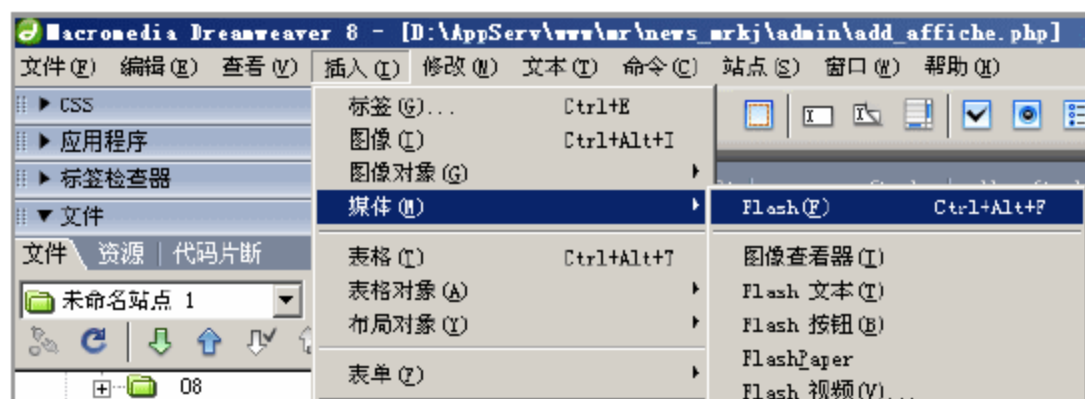 Macromedia Dreamweaver 8 - [D:\AppServ\www\mr\news_mrkj\admin\add_affiche.php]
文件(F) 编辑(E) 查看(V) 插入(I) 修改(M) 文本(T) 命令(C) 站点(S) 窗口(W) 帮助(H)
CSS
应用程序
标签检查器
文件
文件 资源 代码片断
未命名站点 1
08
标签(G)... Ctrl+E
图像(I) Ctrl+Alt+I
图像对象(G)
媒体(M)
表格(T) Ctrl+Alt+T
表格对象(A)
布局对象(Y)
表单(F)
Flash(F) Ctrl+Alt+F
图像查看器(I)
Flash 文本(T)
Flash 按钮(B)
FlashPaper
Flash 视频(V)...